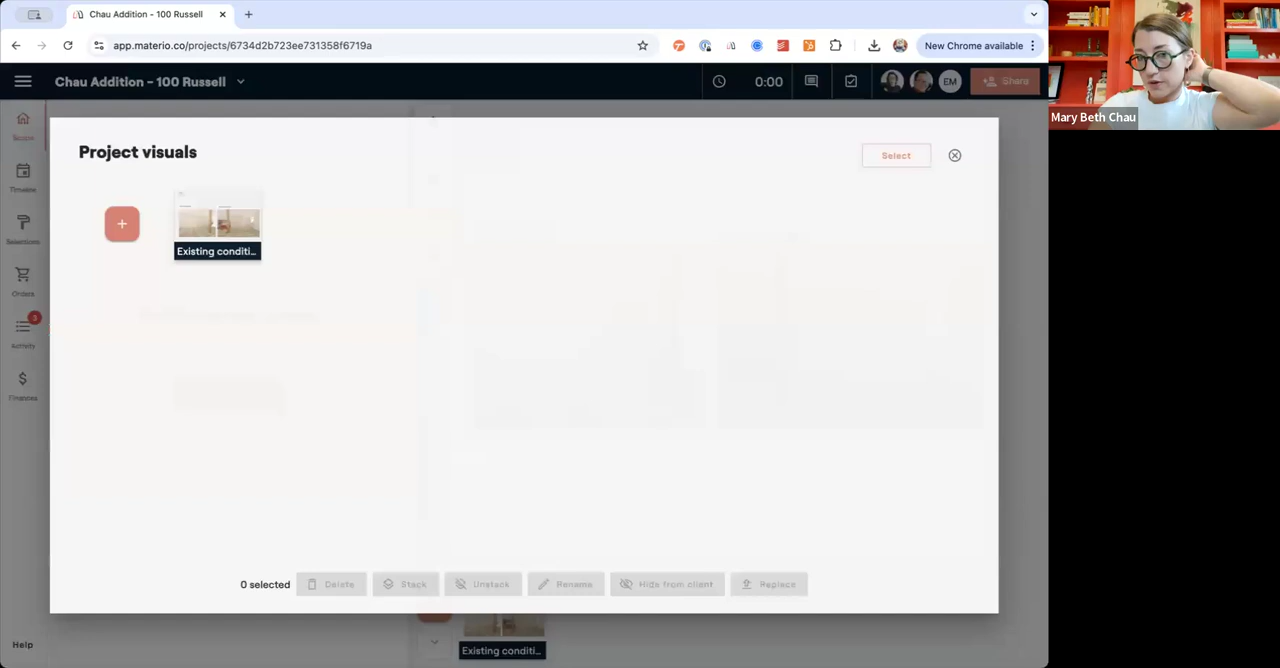 Chau Addition - 100 Russell
app.materio.co/projects/6734d2b723ee731358f6719a
New Chrome available
Chau Addition - 100 Russell
0:00
EM
Share
Mary Beth Chau
Project visuals
Select
Timeline
Selections
Existing conditi...
Orders
3
Activity
Finances
0 selected
Delete
Stack
Unstack
Rename
Hide from client
Replace
Help
Existing conditi...